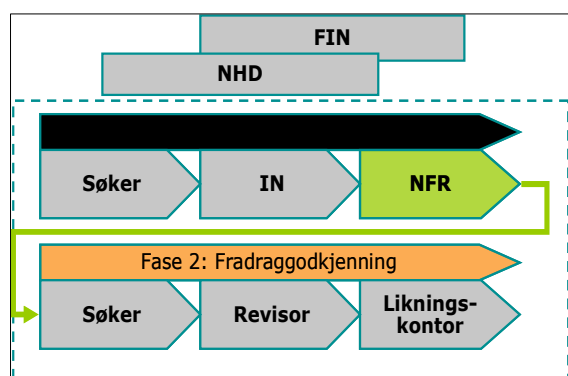 FIN
NHD
Søker
IN
NFR
Fase 2: Fradraggodkjenning
Søker
Revisor
Liknings-
kontor